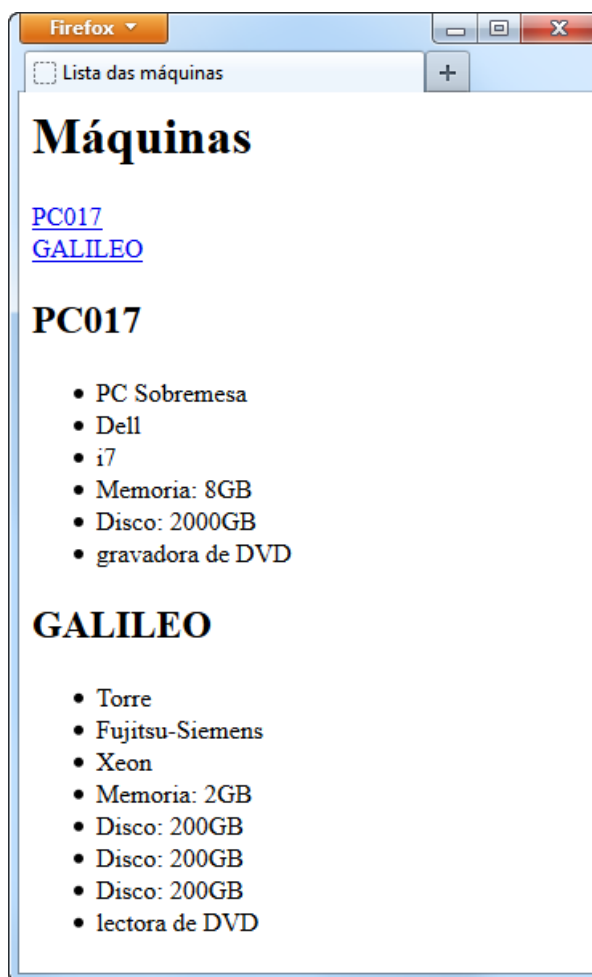 Firefox
Lista das máquinas
Máquinas
PC017
GALILEO
PC017
• PC Sobremesa
• Dell
• i7
• Memoria: 8GB
• Disco: 2000GB
• gravadora de DVD
GALILEO
• Torre
• Fujitsu-Siemens
• Xeon
• Memoria: 2GB
• Disco: 200GB
• Disco: 200GB
• Disco: 200GB
• lectora de DVD